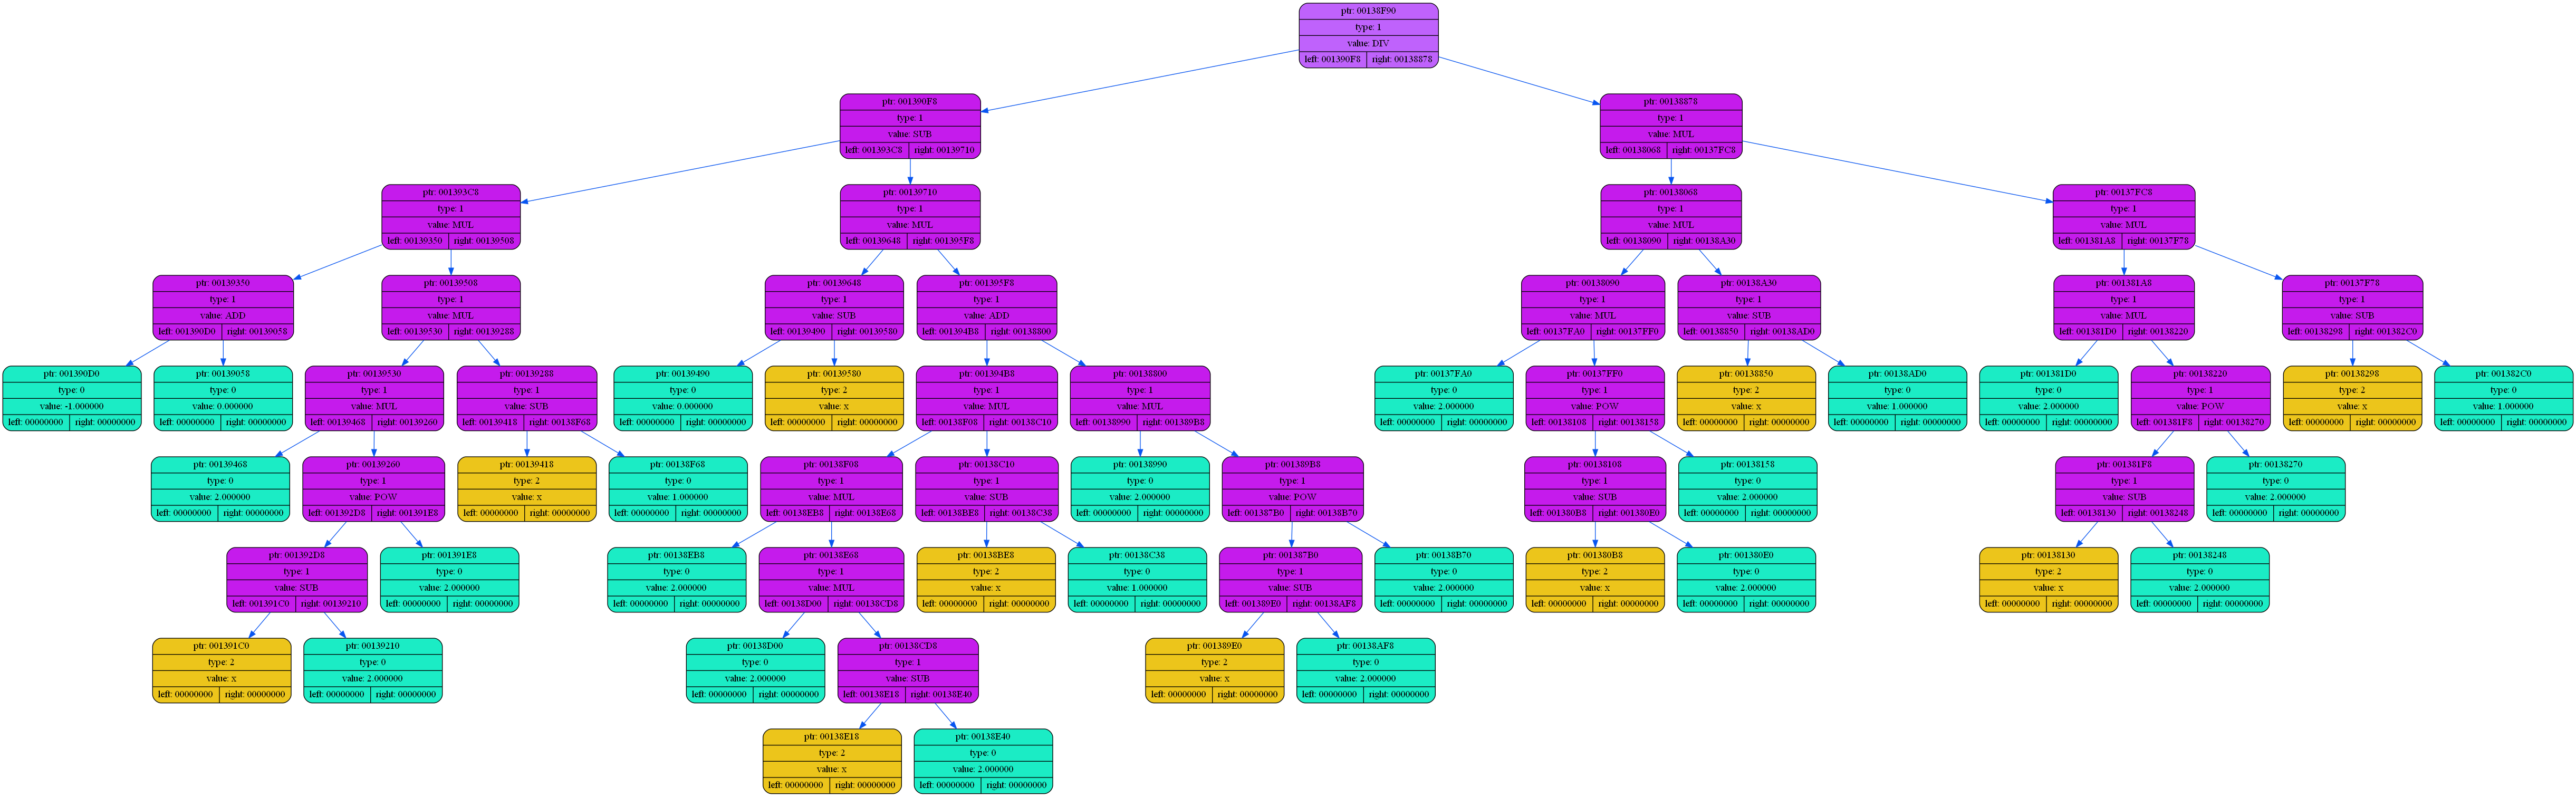 ptr: 00138F90
type: 1
value: DIV
left: 001390F8 right: 00138878
ptr: 001390F8
type: 1
value: SUB
left: 001393C8 right: 00139710
ptr: 00138878
type: 1
value: MUL
left: 00138068 right: 00137FC8
ptr: 001393C8
type: 1
value: MUL
left: 00139350 right: 00139508
ptr: 00139710
type: 1
value: MUL
left: 00139648 right: 001395F8
ptr: 00138068
type: 1
value: MUL
left: 00138090 right: 00138A30
ptr: 00137FC8
type: 1
value: MUL
left: 001381A8 right: 00137F78
ptr: 00139350
type: 1
value: ADD
left: 001390D0 right: 00139058
ptr: 00139508
type: 1
value: MUL
left: 00139530 right: 00139288
ptr: 00139648
type: 1
value: SUB
left: 00139490 right: 00139580
ptr: 001395F8
type: 1
value: ADD
left: 001394B8 right: 00138800
ptr: 00138090
type: 1
value: MUL
left: 00137FA0 right: 00137FF0
ptr: 00138A30
type: 1
value: SUB
left: 00138850 right: 00138AD0
ptr: 001381A8
type: 1
value: MUL
left: 001381D0 right: 00138220
ptr: 00137F78
type: 1
value: SUB
left: 00138298 right: 001382C0
ptr: 001390D0
type: 0
value: -1.000000
left: 00000000 right: 00000000
ptr: 00139058
type: 0
value: 0.000000
left: 00000000 right: 00000000
ptr: 00139530
type: 1
value: MUL
left: 00139468 right: 00139260
ptr: 00139288
type: 1
value: SUB
left: 00139418 right: 00138F68
ptr: 00139490
type: 0
value: 0.000000
left: 00000000 right: 00000000
ptr: 00139580
type: 2
value: x
left: 00000000 right: 00000000
ptr: 001394B8
type: 1
value: MUL
left: 00138F08 right: 00138C10
ptr: 00138800
type: 1
value: MUL
left: 00138990 right: 001389B8
ptr: 00137FA0
type: 0
value: 2.000000
left: 00000000 right: 00000000
ptr: 00137FF0
type: 1
value: POW
left: 00138108 right: 00138158
ptr: 00138850
type: 2
value: x
left: 00000000 right: 00000000
ptr: 00138AD0
type: 0
value: 1.000000
left: 00000000 right: 00000000
ptr: 001381D0
type: 0
value: 2.000000
left: 00000000 right: 00000000
ptr: 00138220
type: 1
value: POW
left: 001381F8 right: 00138270
ptr: 00138298
type: 2
value: x
left: 00000000 right: 00000000
ptr: 001382C0
type: 0
value: 1.000000
left: 00000000 right: 00000000
ptr: 00139468
type: 0
value: 2.000000
left: 00000000 right: 00000000
ptr: 00139260
type: 1
value: POW
left: 001392D8 right: 001391E8
ptr: 00139418
type: 2
value: x
left: 00000000 right: 00000000
ptr: 00138F68
type: 0
value: 1.000000
left: 00000000 right: 00000000
ptr: 00138F08
type: 1
value: MUL
left: 00138EB8 right: 00138E68
ptr: 00138C10
type: 1
value: SUB
left: 00138BE8 right: 00138C38
ptr: 00138990
type: 0
value: 2.000000
left: 00000000 right: 00000000
ptr: 001389B8
type: 1
value: POW
left: 001387B0 right: 00138B70
ptr: 00138108
type: 1
value: SUB
left: 001380B8 right: 001380E0
ptr: 00138158
type: 0
value: 2.000000
left: 00000000 right: 00000000
ptr: 001381F8
type: 1
value: SUB
left: 00138130 right: 00138248
ptr: 00138270
type: 0
value: 2.000000
left: 00000000 right: 00000000
ptr: 001392D8
type: 1
value: SUB
left: 001391C0 right: 00139210
ptr: 001391E8
type: 0
value: 2.000000
left: 00000000 right: 00000000
ptr: 00138EB8
type: 0
value: 2.000000
left: 00000000 right: 00000000
ptr: 00138E68
type: 1
value: MUL
left: 00138D00 right: 00138CD8
ptr: 00138BE8
type: 2
value: x
left: 00000000 right: 00000000
ptr: 00138C38
type: 0
value: 1.000000
left: 00000000 right: 00000000
ptr: 001387B0
type: 1
value: SUB
left: 001389E0 right: 00138AF8
ptr: 00138B70
type: 0
value: 2.000000
left: 00000000 right: 00000000
ptr: 001380B8
type: 2
value: x
left: 00000000 right: 00000000
ptr: 001380E0
type: 0
value: 2.000000
left: 00000000 right: 00000000
ptr: 00138130
type: 2
value: x
left: 00000000 right: 00000000
ptr: 00138248
type: 0
value: 2.000000
left: 00000000 right: 00000000
ptr: 001391C0
type: 2
value: x
left: 00000000 right: 00000000
ptr: 00139210
type: 0
value: 2.000000
left: 00000000 right: 00000000
ptr: 00138D00
type: 0
value: 2.000000
left: 00000000 right: 00000000
ptr: 00138CD8
type: 1
value: SUB
left: 00138E18 right: 00138E40
ptr: 001389E0
type: 2
value: x
left: 00000000 right: 00000000
ptr: 00138AF8
type: 0
value: 2.000000
left: 00000000 right: 00000000
ptr: 00138E18
type: 2
value: x
left: 00000000 right: 00000000
ptr: 00138E40
type: 0
value: 2.000000
left: 00000000 right: 00000000